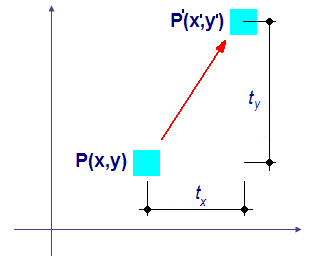 P'(x',y')
t_y
P(x,y)
t_x